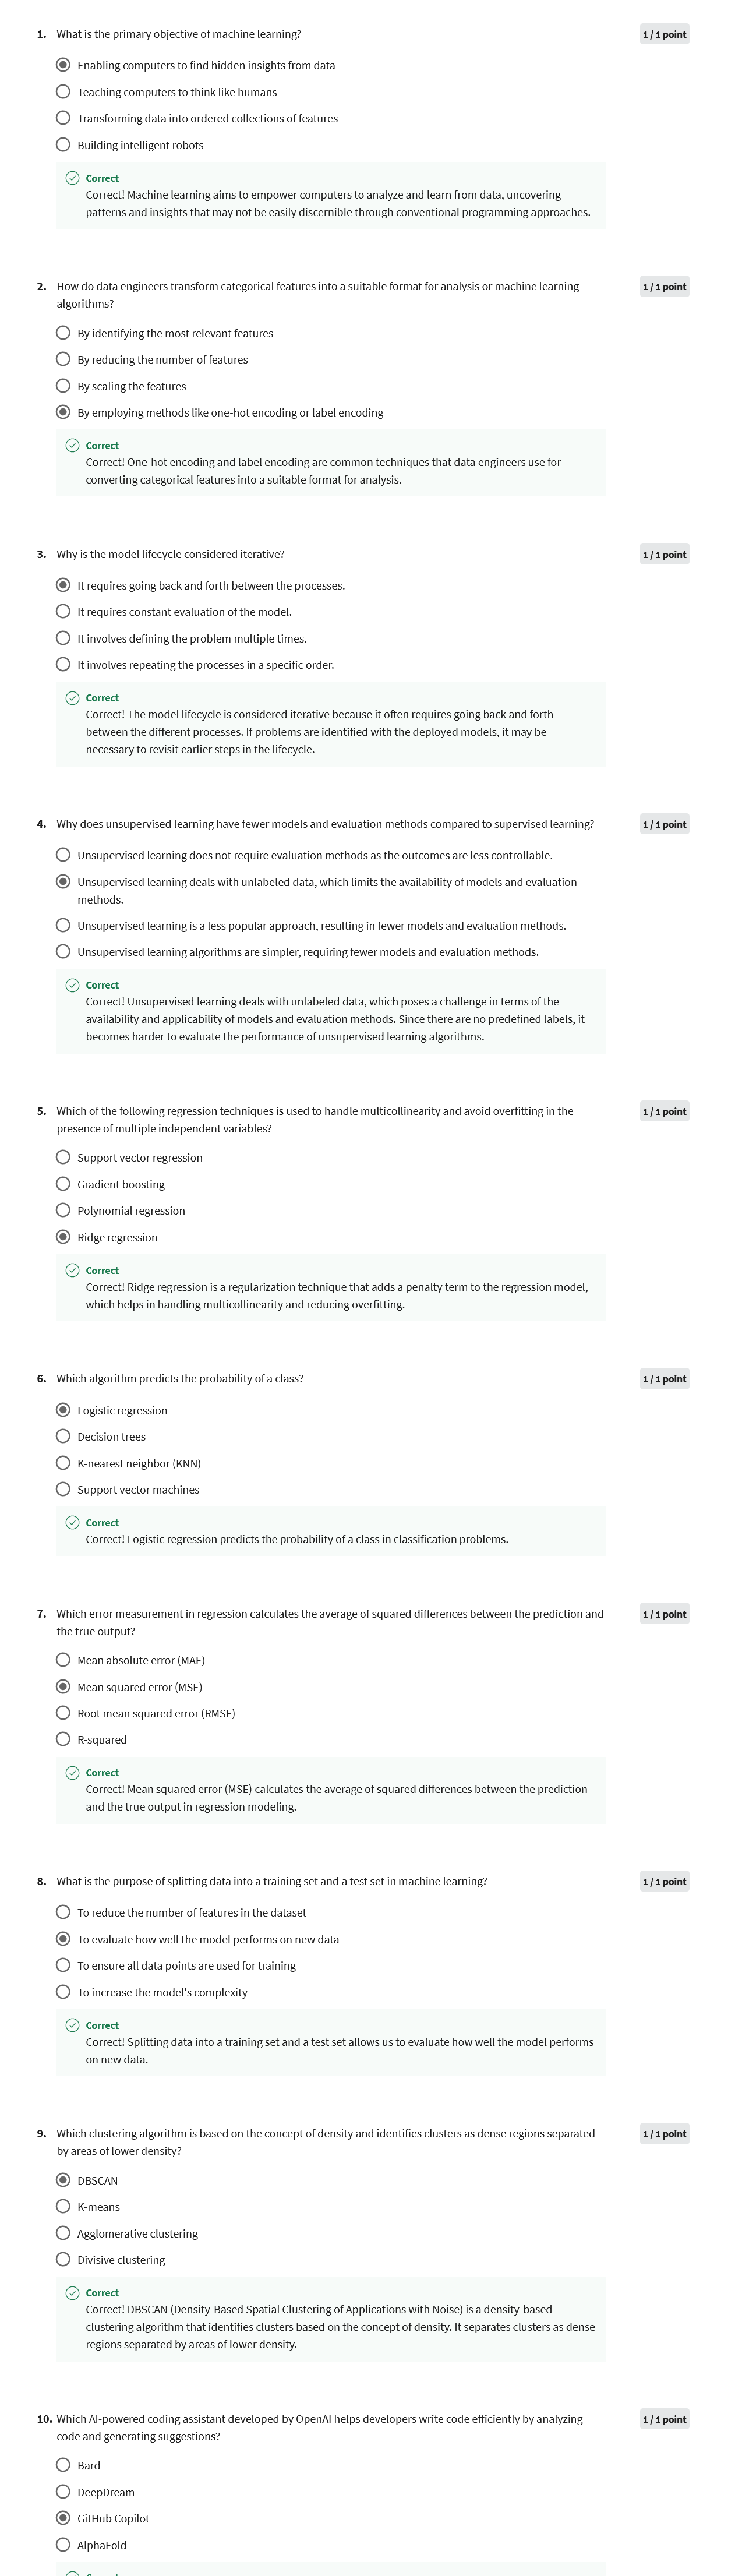 1. What is the primary objective of machine learning?
1 / 1 point
Enabling computers to find hidden insights from data
Teaching computers to think like humans
Transforming data into ordered collections of features
Building intelligent robots
Correct
Correct! Machine learning aims to empower computers to analyze and learn from data, uncovering
patterns and insights that may not be easily discernible through conventional programming approaches.
2. How do data engineers transform categorical features into a suitable format for analysis or machine learning
algorithms?
1 / 1 point
By identifying the most relevant features
By reducing the number of features
By scaling the features
By employing methods like one-hot encoding or label encoding
Correct
Correct! One-hot encoding and label encoding are common techniques that data engineers use for
converting categorical features into a suitable format for analysis.
3. Why is the model lifecycle considered iterative?
1 / 1 point
It requires going back and forth between the processes.
It requires constant evaluation of the model.
It involves defining the problem multiple times.
It involves repeating the processes in a specific order.
Correct
Correct! The model lifecycle is considered iterative because it often requires going back and forth
between the different processes. If problems are identified with the deployed models, it may be
necessary to revisit earlier steps in the lifecycle.
4. Why does unsupervised learning have fewer models and evaluation methods compared to supervised learning?
1 / 1 point
Unsupervised learning does not require evaluation methods as the outcomes are less controllable.
Unsupervised learning deals with unlabeled data, which limits the availability of models and evaluation
methods.
Unsupervised learning is a less popular approach, resulting in fewer models and evaluation methods.
Unsupervised learning algorithms are simpler, requiring fewer models and evaluation methods.
Correct
Correct! Unsupervised learning deals with unlabeled data, which poses a challenge in terms of the
availability and applicability of models and evaluation methods. Since there are no predefined labels, it
becomes harder to evaluate the performance of unsupervised learning algorithms.
5. Which of the following regression techniques is used to handle multicollinearity and avoid overfitting in the
presence of multiple independent variables?
1 / 1 point
Support vector regression
Gradient boosting
Polynomial regression
Ridge regression
Correct
Correct! Ridge regression is a regularization technique that adds a penalty term to the regression model,
which helps in handling multicollinearity and reducing overfitting.
6. Which algorithm predicts the probability of a class?
1 / 1 point
Logistic regression
Decision trees
K-nearest neighbor (KNN)
Support vector machines
Correct
Correct! Logistic regression predicts the probability of a class in classification problems.
7. Which error measurement in regression calculates the average of squared differences between the prediction and
the true output?
1 / 1 point
Mean absolute error (MAE)
Mean squared error (MSE)
Root mean squared error (RMSE)
R-squared
Correct
Correct! Mean squared error (MSE) calculates the average of squared differences between the prediction
and the true output in regression modeling.
8. What is the purpose of splitting data into a training set and a test set in machine learning?
1 / 1 point
To reduce the number of features in the dataset
To evaluate how well the model performs on new data
To ensure all data points are used for training
To increase the model's complexity
Correct
Correct! Splitting data into a training set and a test set allows us to evaluate how well the model performs
on new data.
9. Which clustering algorithm is based on the concept of density and identifies clusters as dense regions separated
by areas of lower density?
1 / 1 point
DBSCAN
K-means
Agglomerative clustering
Divisive clustering
Correct
Correct! DBSCAN (Density-Based Spatial Clustering of Applications with Noise) is a density-based
clustering algorithm that identifies clusters based on the concept of density. It separates clusters as dense
regions separated by areas of lower density.
10. Which AI-powered coding assistant developed by OpenAI helps developers write code efficiently by analyzing
code and generating suggestions?
1 / 1 point
Bard
DeepDream
GitHub Copilot
AlphaFold